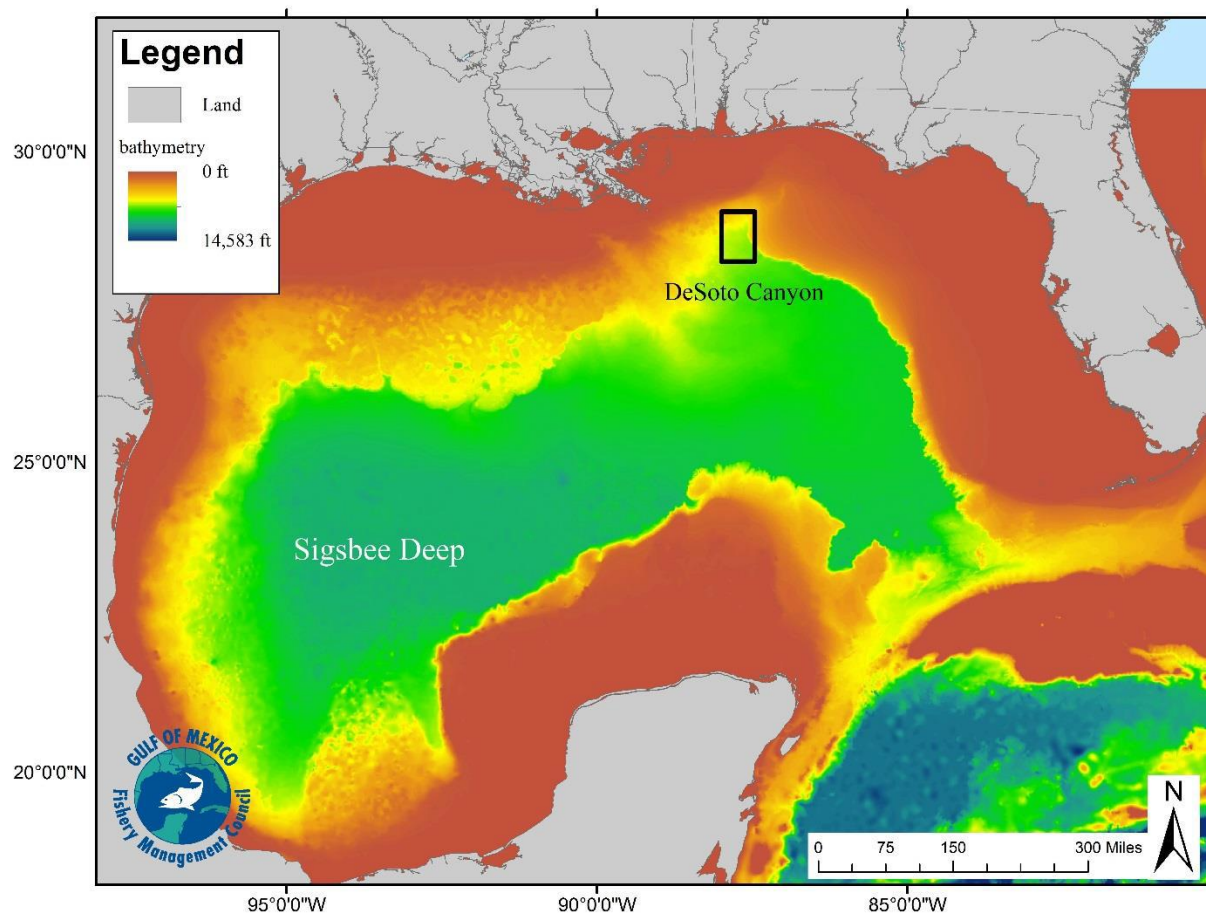 Legend
Land
bathymetry
0 ft
14,583 ft
30°0'0"N
25°0'0"N
20°0'0"N
DeSoto Canyon
Sigsbee Deep
GULF OF MEXICO
Fishery Management Council
N
0 75 150 300 Miles
95°0'0"W 90°0'0"W 85°0'0"W